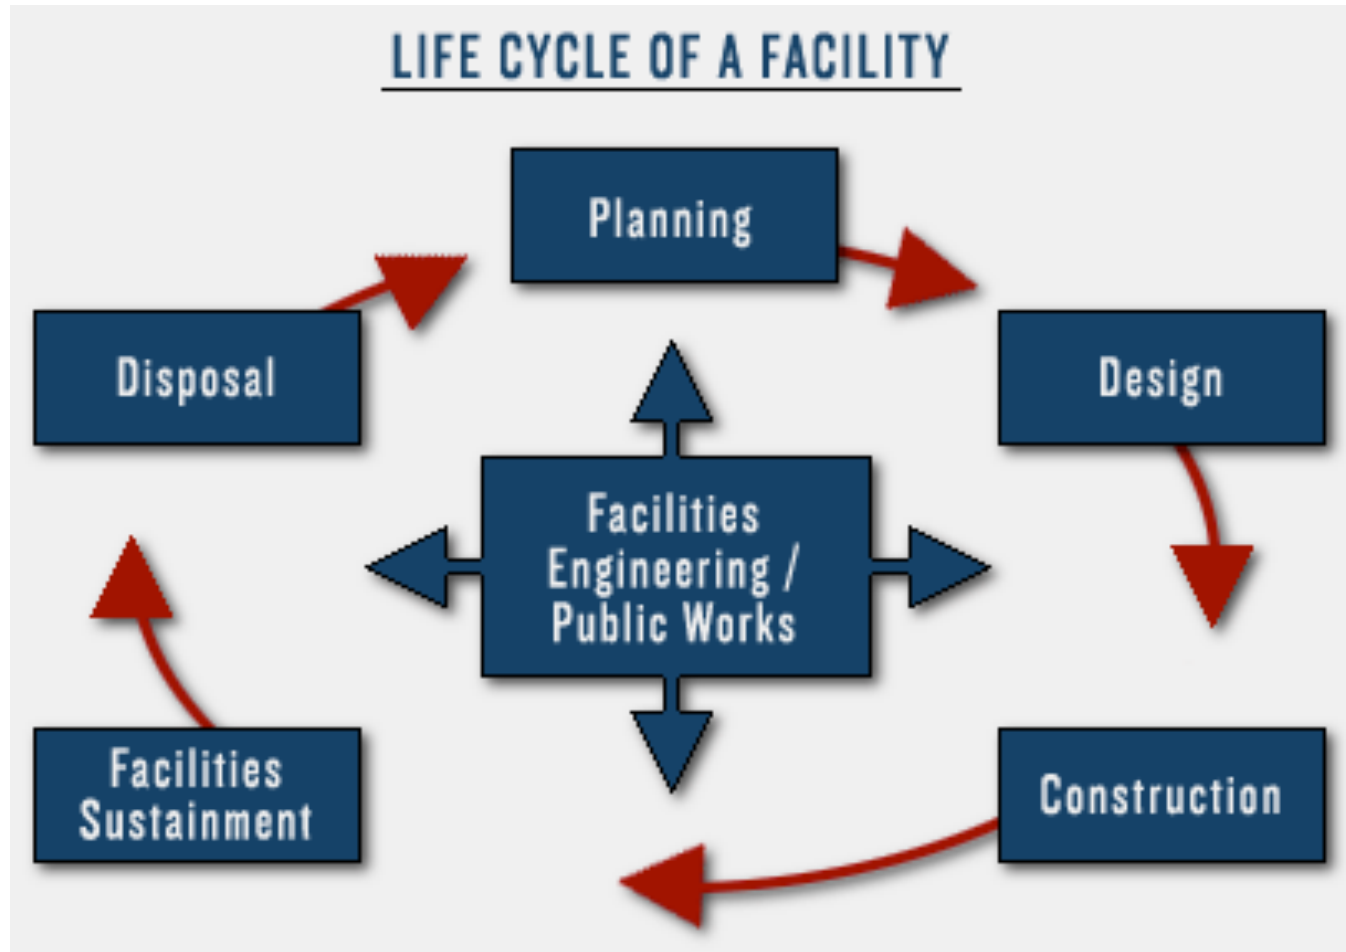 LIFE CYCLE OF A FACILITY
Planning
Disposal
Design
Facilities
Engineering /
Public Works
Facilities
Sustainment
Construction